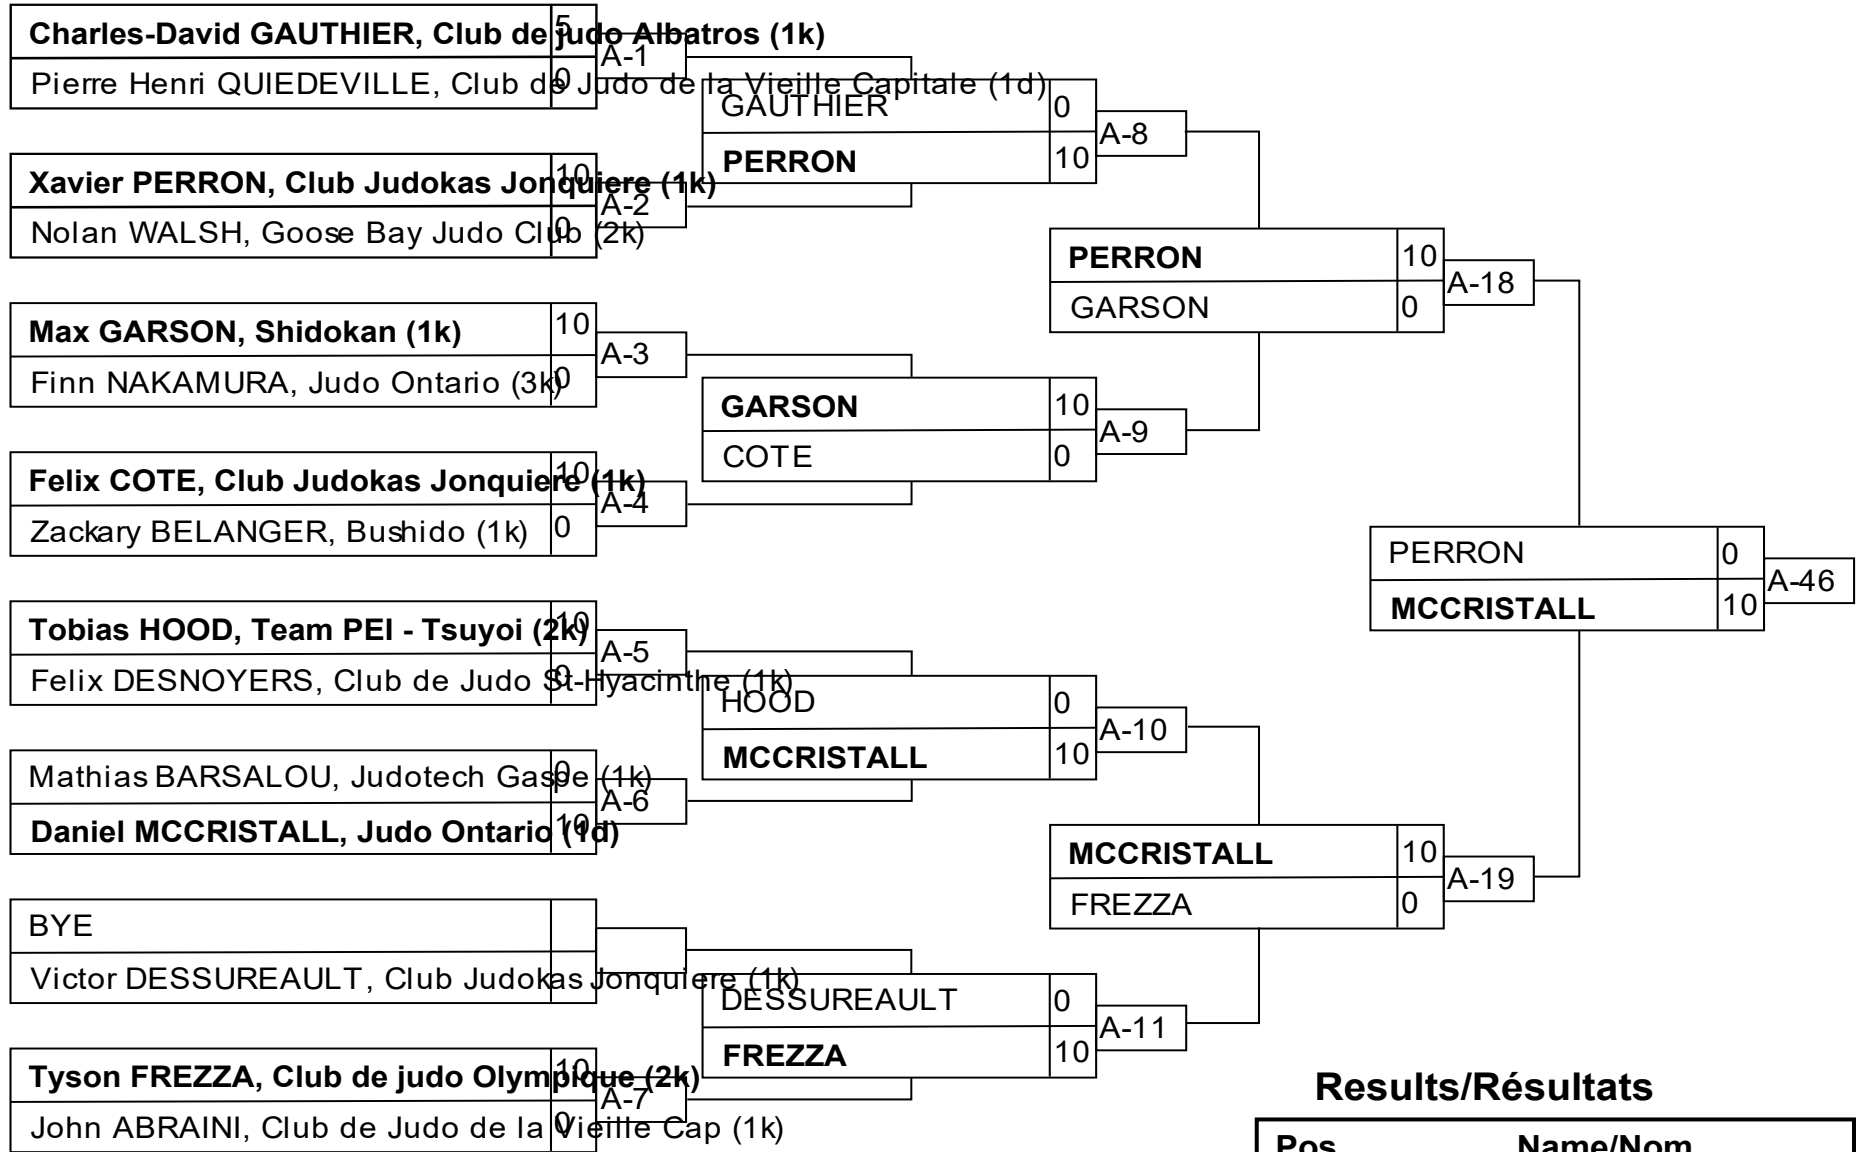 Charles-David GAUTHIER, Club de judo Albatros (1k) 5
A-1
Pierre Henri QUIEDEVILLE, Club de Judo de la Vieille Capitale (1d) 0
GAUTHIER 0
A-8
PERRON 10
Xavier PERRON, Club Judokas Jonquiere (1k) 10
A-2
Nolan WALSH, Goose Bay Judo Club (2k) 0
PERRON 10
A-18
GARSON 0
Max GARSON, Shidokan (1k) 10
A-3
Finn NAKAMURA, Judo Ontario (3k) 0
GARSON 10
A-9
COTE 0
Felix COTE, Club Judokas Jonquiere (1k) 10
A-4
Zackary BELANGER, Bushido (1k) 0
PERRON 0
A-46
MCCRISTALL 10
Tobias HOOD, Team PEI - Tsuyoi (2k) 10
A-5
Felix DESNOYERS, Club de Judo St-Hyacinthe (1k) 0
HOOD 0
A-10
MCCRISTALL 10
Mathias BARSALOU, Judotech Gaspe (1k) 0
A-6
Daniel MCCRISTALL, Judo Ontario (1d) 10
MCCRISTALL 10
A-19
FREZZA 0
BYE
Victor DESSUREAULT, Club Judokas Jonquiere (1k)
DESSUREAULT 0
A-11
FREZZA 10
Tyson FREZZA, Club de judo Olympique (2k) 10
A-7
John ABRAINI, Club de Judo de la Vieille Cap (1k) 0
Results/Résultats
Pos Name/Nom